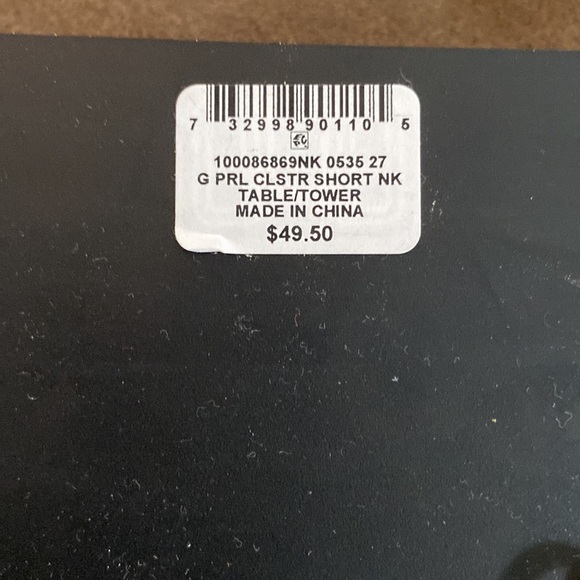 7 32998 90110 5
100086869NK 0535 27
G PRL CLSTR SHORT NK
TABLE/TOWER
MADE IN CHINA
$49.50